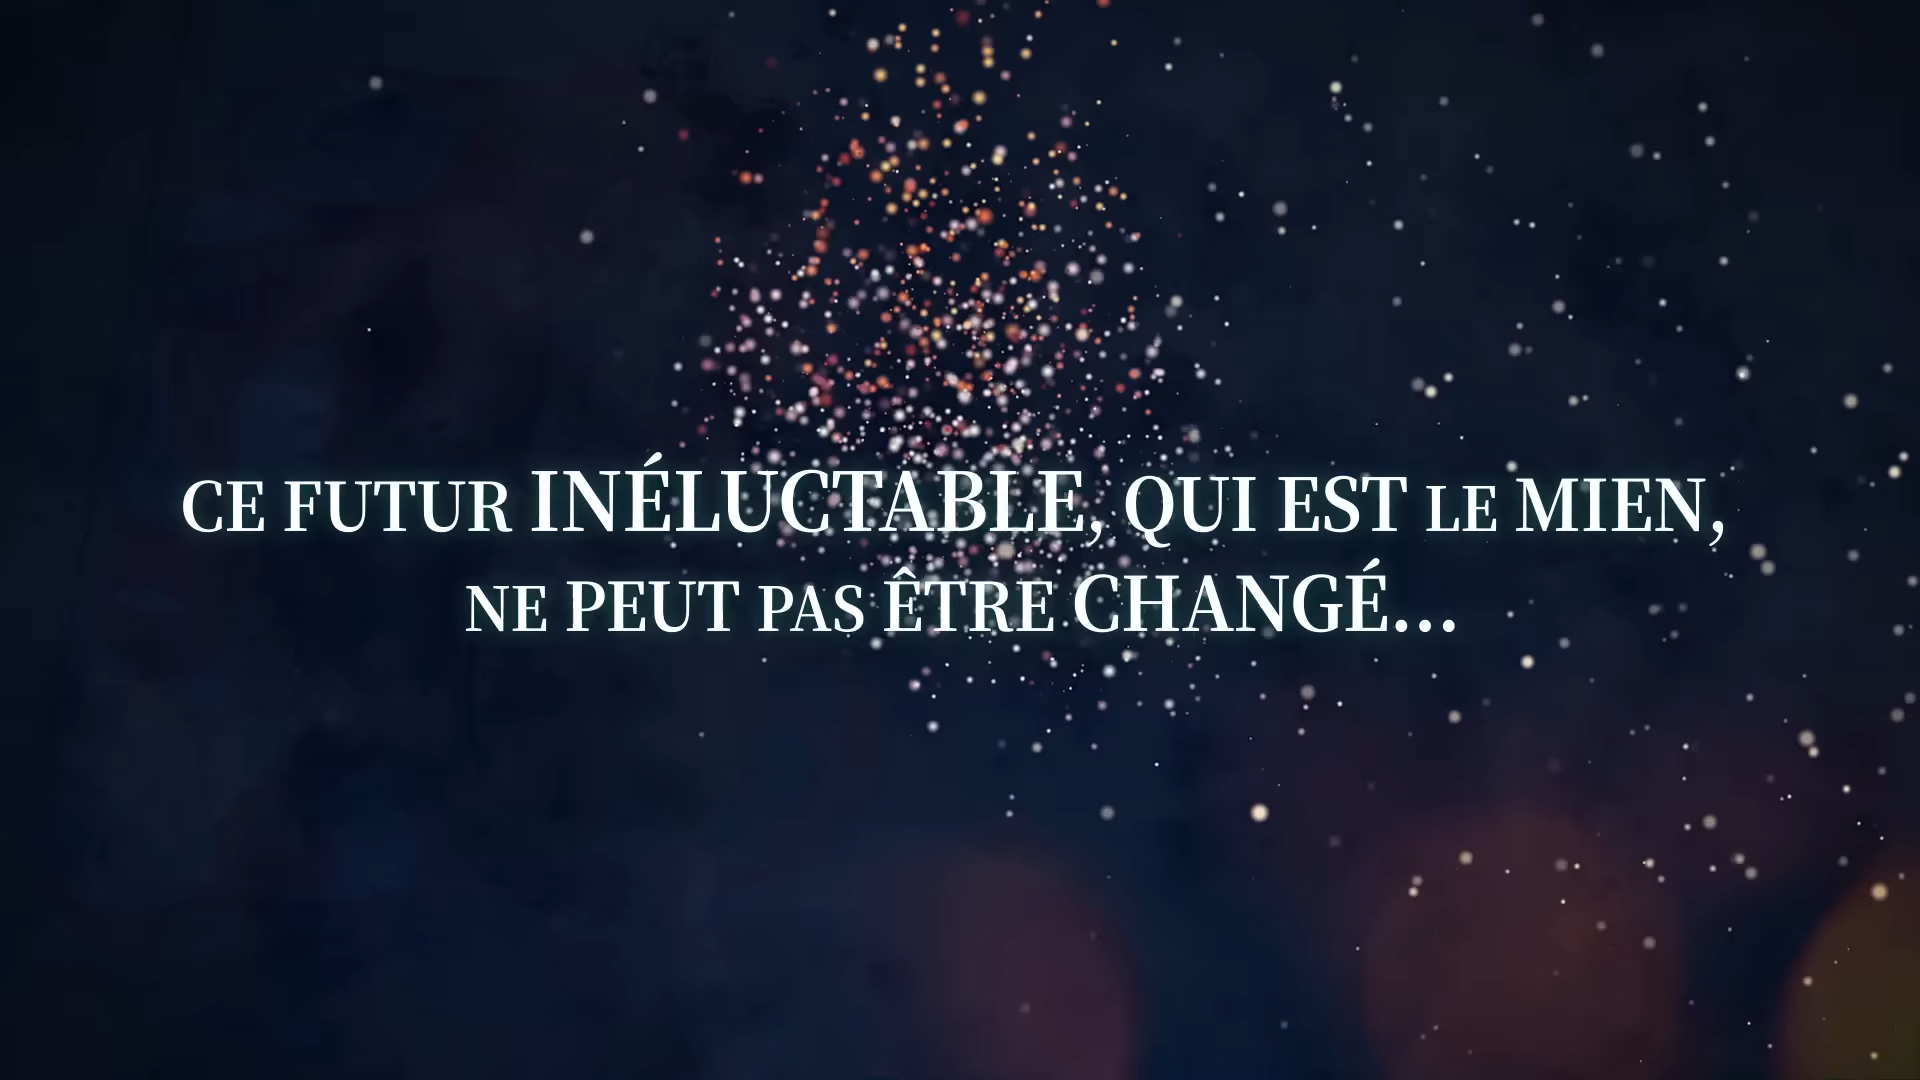 CE FUTUR INÉLUCTABLE, QUI EST LE MIEN,
NE PEUT PAS ÊTRE CHANGÉ...